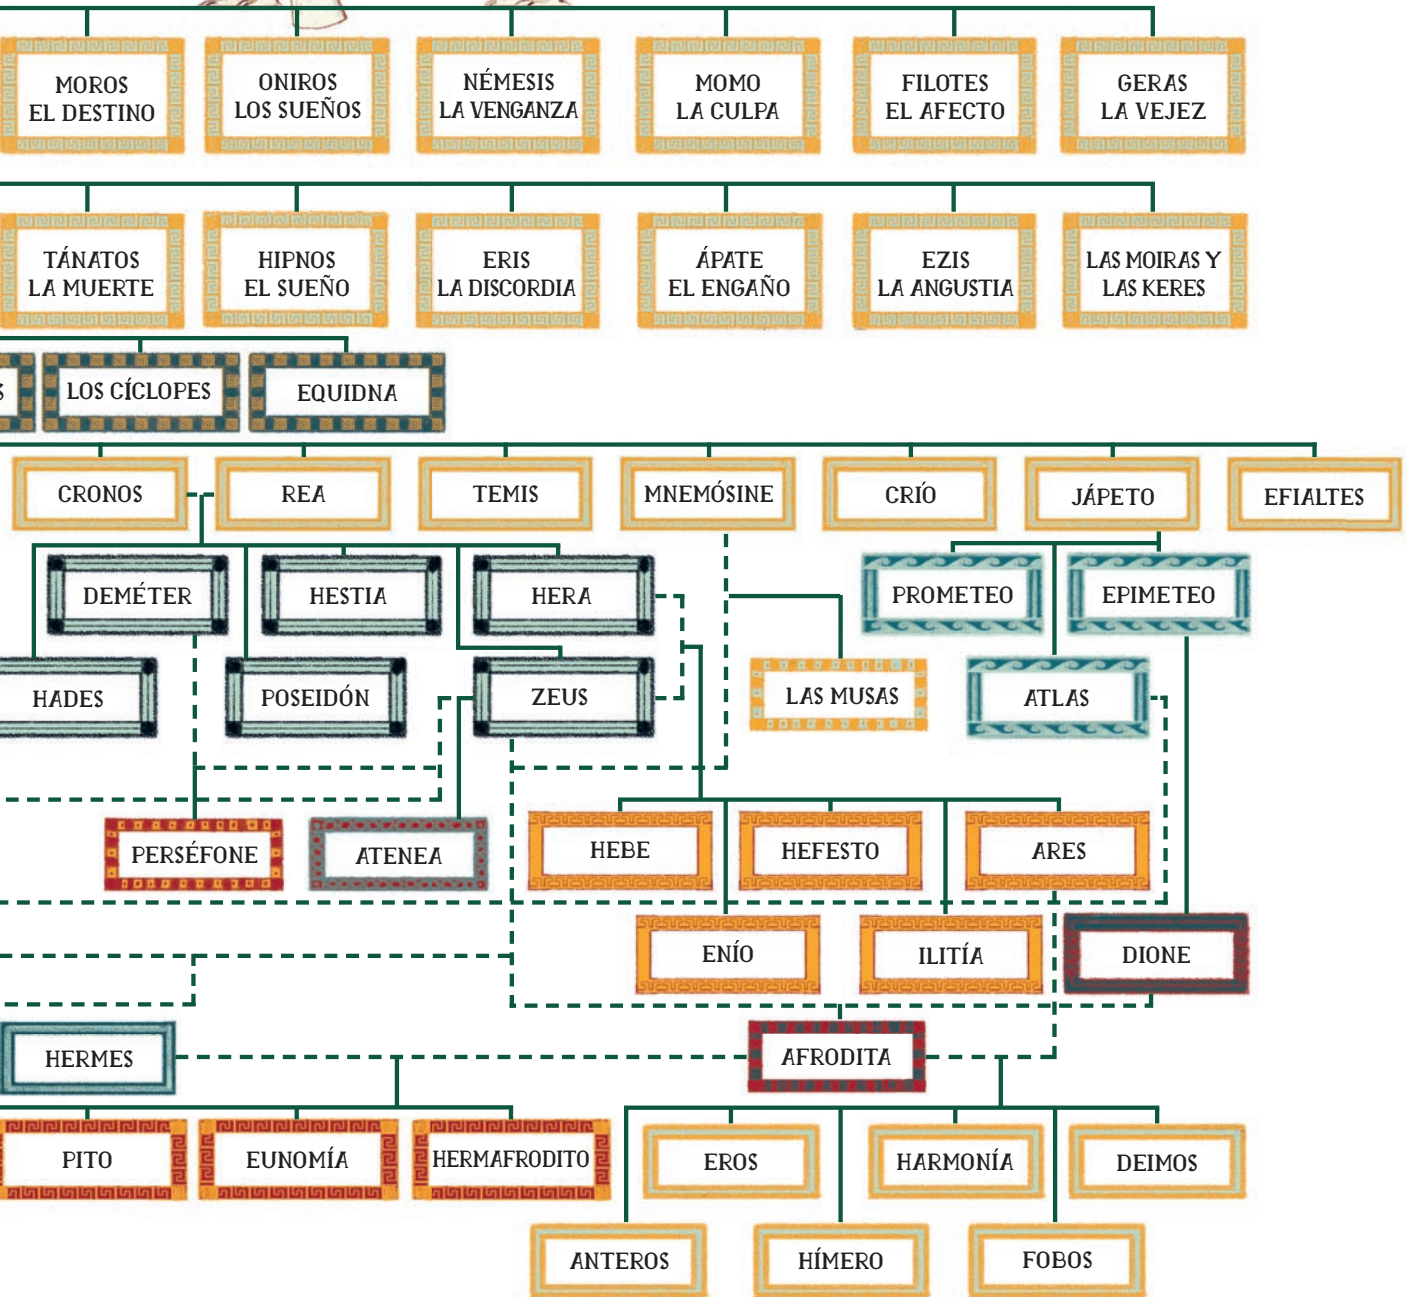 MOROS
EL DESTINO
ONIROS
LOS SUEÑOS
NÉMESIS
LA VENGANZA
MOMO
LA CULPA
FILOTES
EL AFECTO
GERAS
LA VEJEZ
TÁNATOS
LA MUERTE
HIPNOS
EL SUEÑO
ERIS
LA DISCORDIA
ÁPATE
EL ENGAÑO
EZIS
LA ANGUSTIA
LAS MOIRAS Y
LAS KERES
S
LOS CÍCLOPES
EQUIDNA
CRONOS
REA
TEMIS
MNEMÓSINE
CRÍO
JÁPETO
EFIALTES
DEMÉTER
HESTIA
HERA
PROMETEO
EPIMETEO
HADES
POSEIDÓN
ZEUS
LAS MUSAS
ATLAS
PERSÉFONE
ATENEA
HEBE
HEFESTO
ARES
ENÍO
ILITÍA
DIONE
HERMES
AFRODITA
PITO
EUNOMÍA
HERMAFRODITO
EROS
HARMONÍA
DEIMOS
ANTEROS
HÍMERO
FOBOS